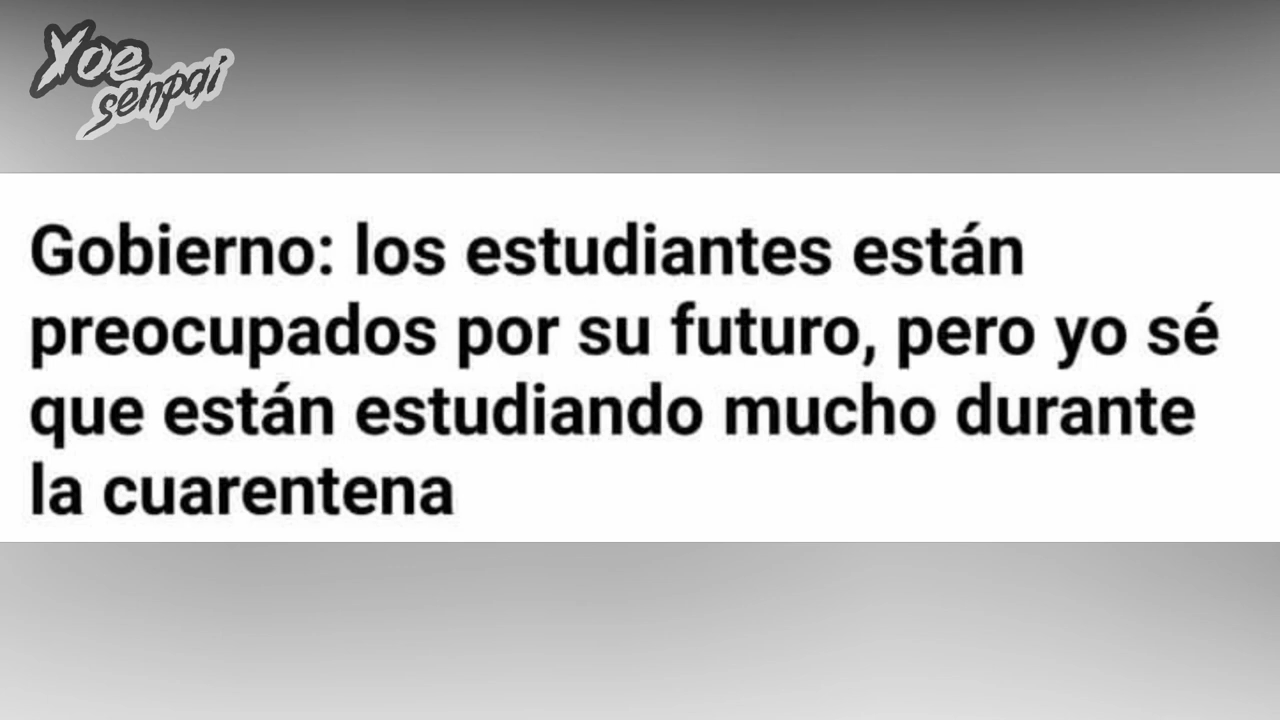 Yoe
senpai
Gobierno: los estudiantes están
preocupados por su futuro, pero yo sé
que están estudiando mucho durante
la cuarentena